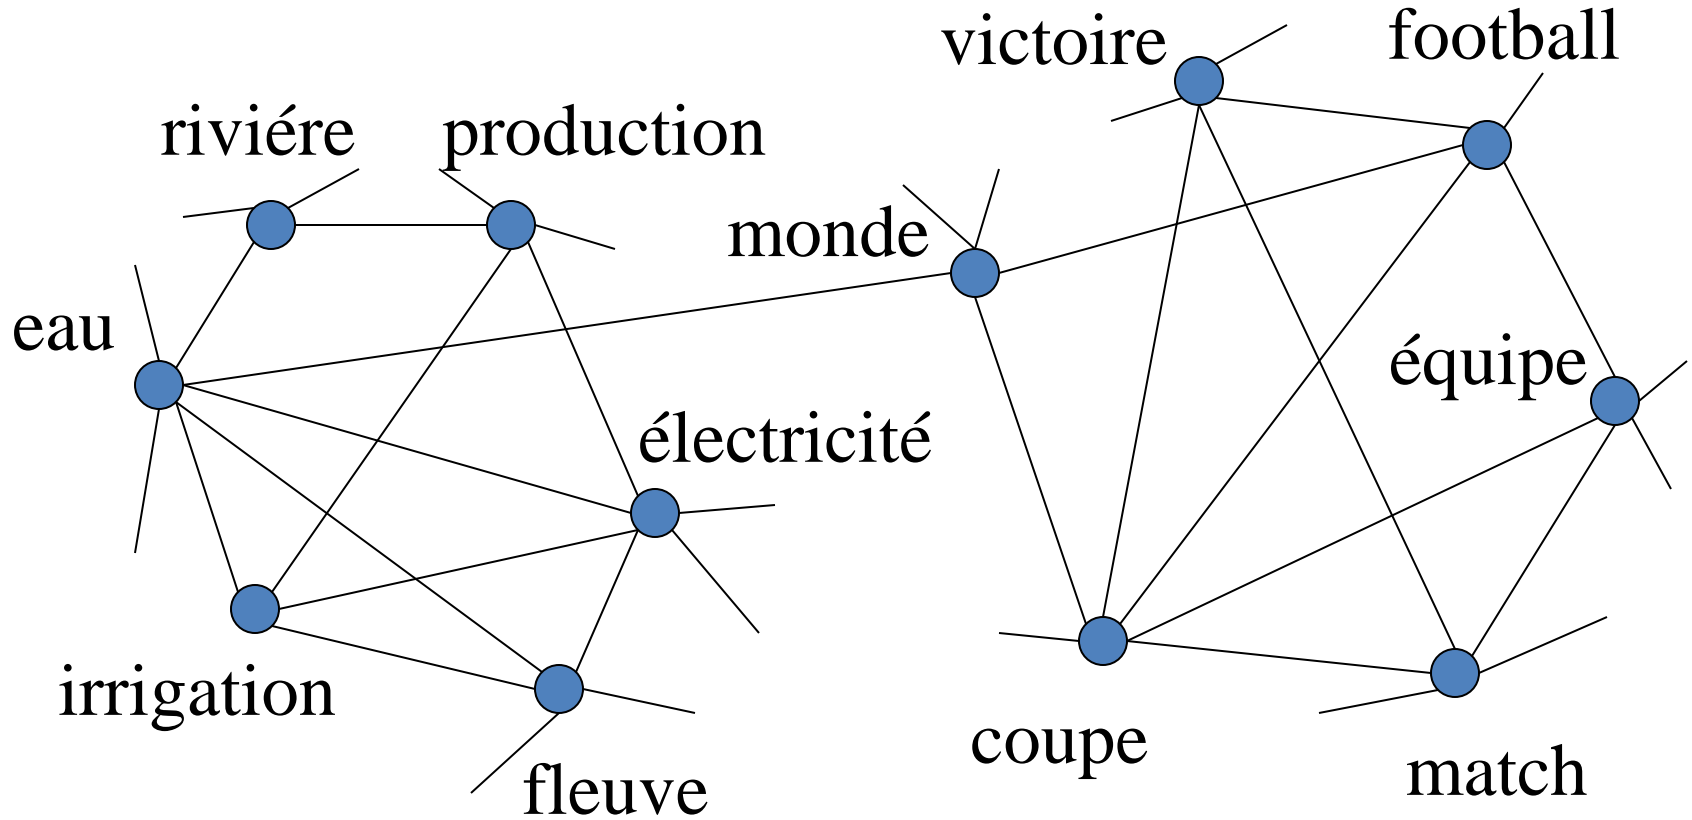 victoire
football
riviére
production
monde
eau
équipe
électricité
irrigation
coupe
match
fleuve